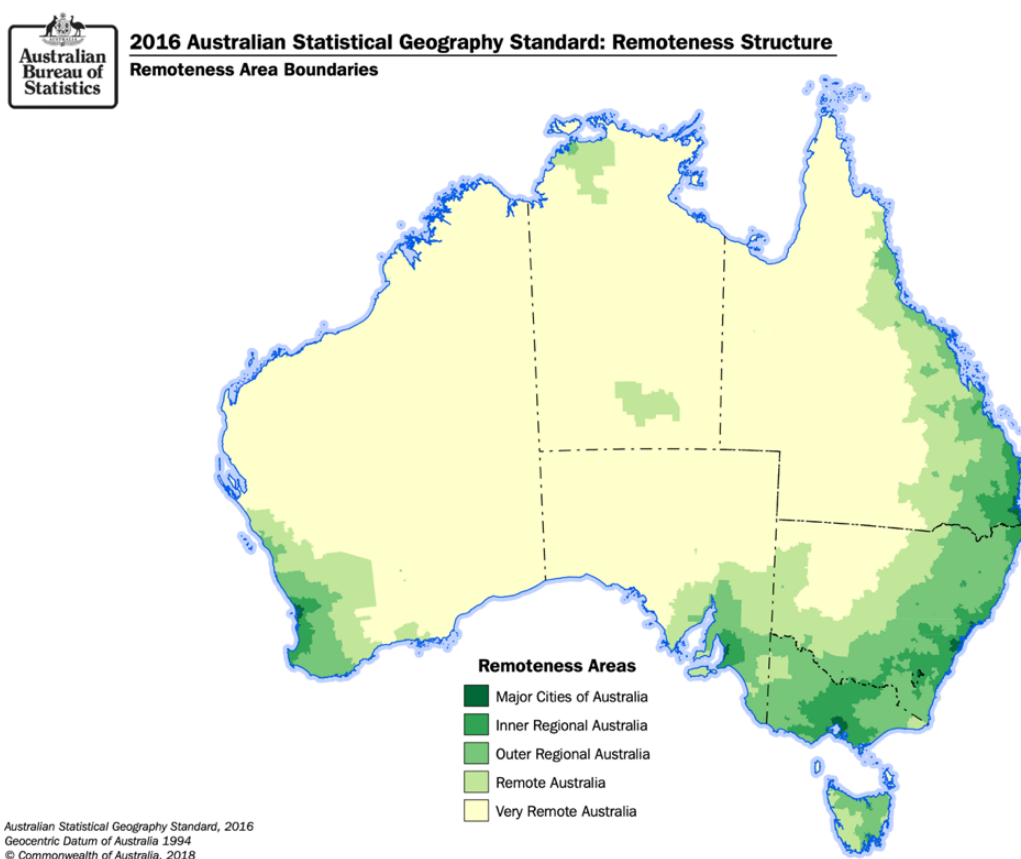 Australian
Bureau of
Statistics
2016 Australian Statistical Geography Standard: Remoteness Structure
Remoteness Area Boundaries
Remoteness Areas
Major Cities of Australia
Inner Regional Australia
Outer Regional Australia
Remote Australia
Very Remote Australia
Australian Statistical Geography Standard, 2016
Geocentric Datum of Australia 1994
© Commonwealth of Australia, 2018